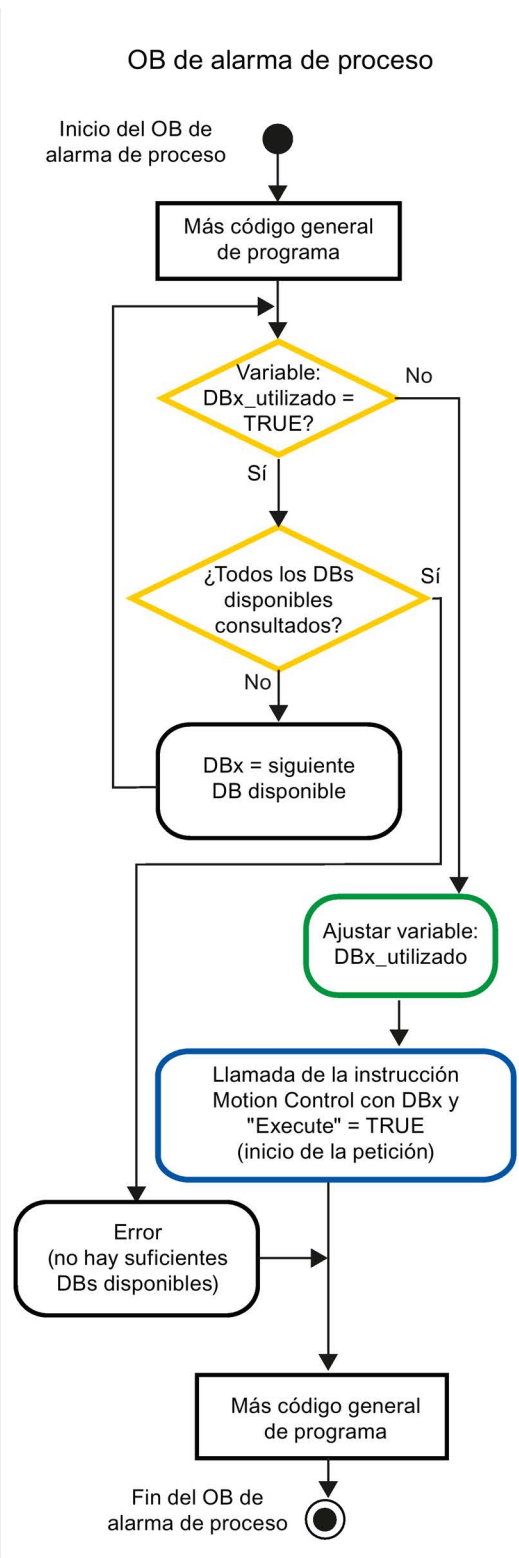 OB de alarma de proceso
Inicio del OB de
alarma de proceso
Más código general
de programa
Variable:
DBx_utilizado =
TRUE?
No
Sí
¿Todos los DBs
disponibles
consultados?
Sí
No
DBx = siguiente
DB disponible
Ajustar variable:
DBx_utilizado
Llamada de la instrucción
Motion Control con DBx y
"Execute" = TRUE
(inicio de la petición)
Error
(no hay suficientes
DBs disponibles)
Más código general
de programa
Fin del OB de
alarma de proceso